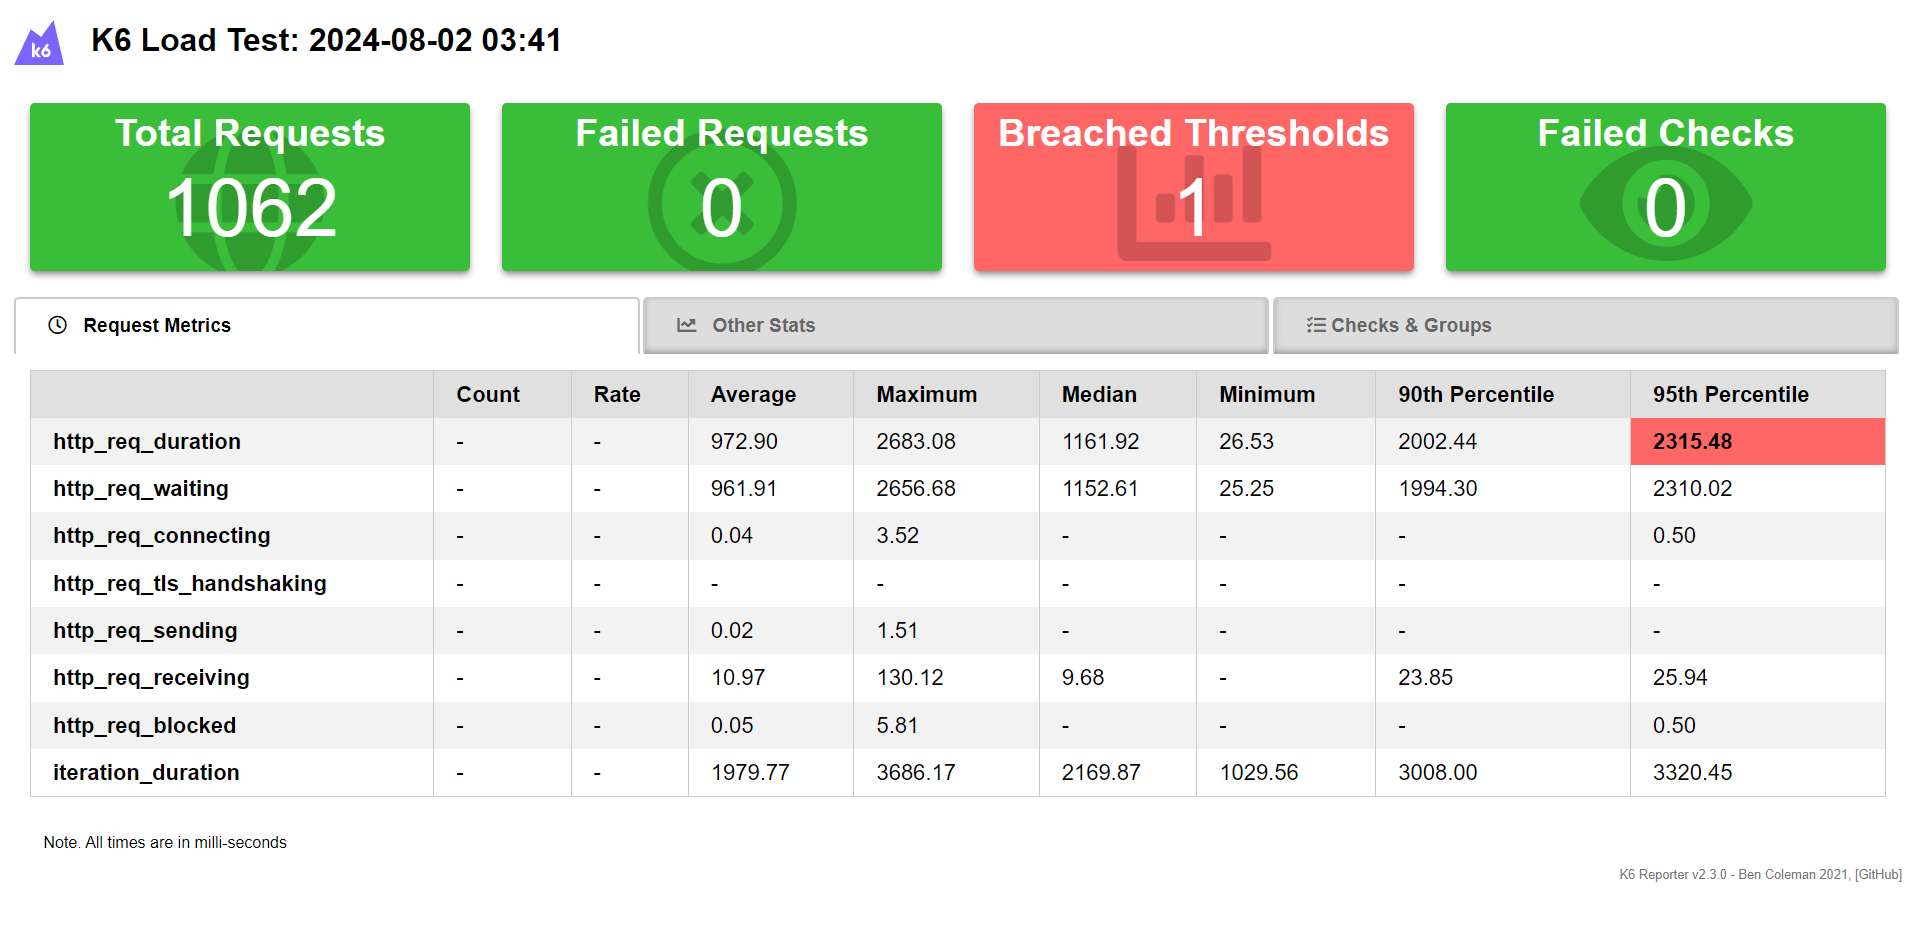 k6
K6 Load Test: 2024-08-02 03:41
Total Requests
1062
Failed Requests
0
Breached Thresholds
1
Failed Checks
0
Request Metrics
Other Stats
Checks & Groups
Count Rate Average Maximum Median Minimum 90th Percentile 95th Percentile
http_req_duration - - 972.90 2683.08 1161.92 26.53 2002.44 2315.48
http_req_waiting - - 961.91 2656.68 1152.61 25.25 1994.30 2310.02
http_req_connecting - - 0.04 3.52 - - - 0.50
http_req_tls_handshaking - - - - - - - -
http_req_sending - - 0.02 1.51 - - - -
http_req_receiving - - 10.97 130.12 9.68 - 23.85 25.94
http_req_blocked - - 0.05 5.81 - - - 0.50
iteration_duration - - 1979.77 3686.17 2169.87 1029.56 3008.00 3320.45
Note. All times are in milli-seconds
K6 Reporter v2.3.0 - Ben Coleman 2021, [GitHub]